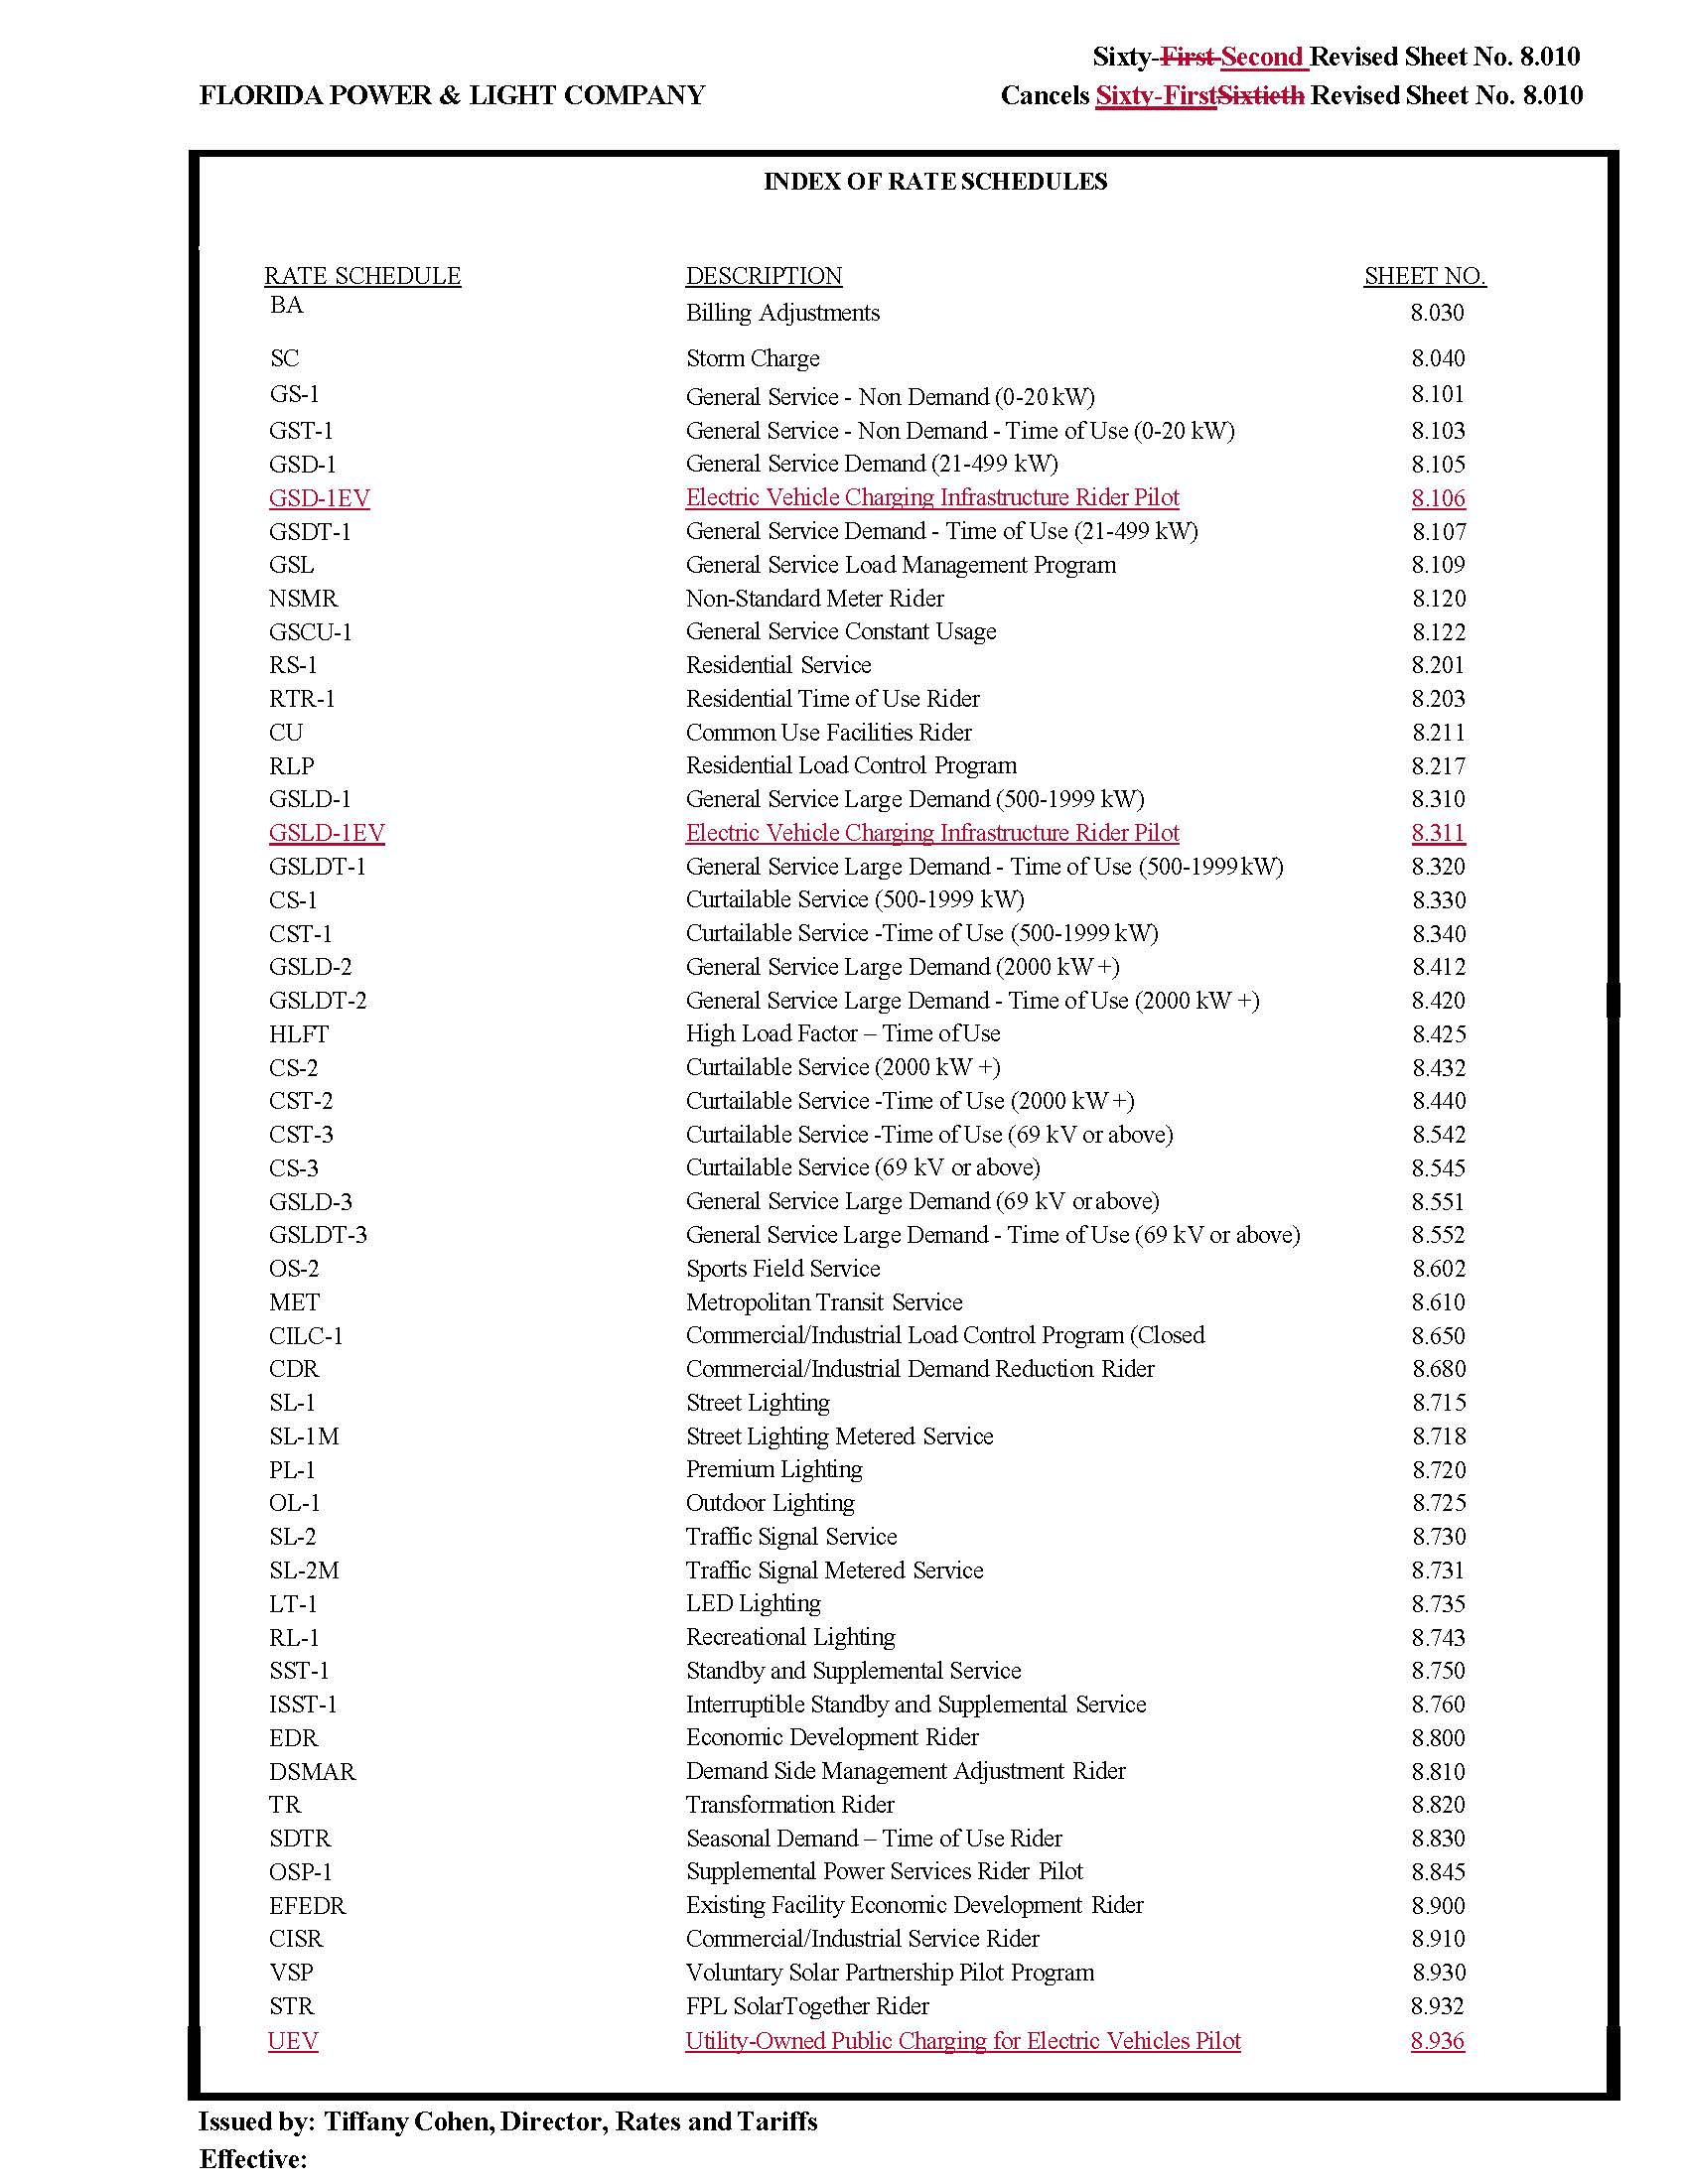 Sixty-First Second Revised Sheet No. 8.010
FLORIDA POWER & LIGHT COMPANY Cancels Sixty-FirstSixtieth Revised Sheet No. 8.010
INDEX OF RATE SCHEDULES
RATE SCHEDULE DESCRIPTION SHEET NO.
BA Billing Adjustments 8.030
SC Storm Charge 8.040
GS-1 General Service - Non Demand (0-20 kW) 8.101
GST-1 General Service - Non Demand - Time of Use (0-20 kW) 8.103
GSD-1 General Service Demand (21-499 kW) 8.105
GSD-1EV Electric Vehicle Charging Infrastructure Rider Pilot 8.106
GSDT-1 General Service Demand - Time of Use (21-499 kW) 8.107
GSL General Service Load Management Program 8.109
NSMR Non-Standard Meter Rider 8.120
GSCU-1 General Service Constant Usage 8.122
RS-1 Residential Service 8.201
RTR-1 Residential Time of Use Rider 8.203
CU Common Use Facilities Rider 8.211
RLP Residential Load Control Program 8.217
GSLD-1 General Service Large Demand (500-1999 kW) 8.310
GSLD-1EV Electric Vehicle Charging Infrastructure Rider Pilot 8.311
GSLDT-1 General Service Large Demand - Time of Use (500-1999 kW) 8.320
CS-1 Curtailable Service (500-1999 kW) 8.330
CST-1 Curtailable Service -Time of Use (500-1999 kW) 8.340
GSLD-2 General Service Large Demand (2000 kW +) 8.412
GSLDT-2 General Service Large Demand - Time of Use (2000 kW +) 8.420
HLFT High Load Factor – Time of Use 8.425
CS-2 Curtailable Service (2000 kW +) 8.432
CST-2 Curtailable Service -Time of Use (2000 kW +) 8.440
CST-3 Curtailable Service -Time of Use (69 kV or above) 8.542
CS-3 Curtailable Service (69 kV or above) 8.545
GSLD-3 General Service Large Demand (69 kV or above) 8.551
GSLDT-3 General Service Large Demand - Time of Use (69 kV or above) 8.552
OS-2 Sports Field Service 8.602
MET Metropolitan Transit Service 8.610
CILC-1 Commercial/Industrial Load Control Program (Closed 8.650
CDR Commercial/Industrial Demand Reduction Rider 8.680
SL-1 Street Lighting 8.715
SL-1M Street Lighting Metered Service 8.718
PL-1 Premium Lighting 8.720
OL-1 Outdoor Lighting 8.725
SL-2 Traffic Signal Service 8.730
SL-2M Traffic Signal Metered Service 8.731
LT-1 LED Lighting 8.735
RL-1 Recreational Lighting 8.743
SST-1 Standby and Supplemental Service 8.750
ISST-1 Interruptible Standby and Supplemental Service 8.760
EDR Economic Development Rider 8.800
DSMAR Demand Side Management Adjustment Rider 8.810
TR Transformation Rider 8.820
SDTR Seasonal Demand – Time of Use Rider 8.830
OSP-1 Supplemental Power Services Rider Pilot 8.845
EFEDR Existing Facility Economic Development Rider 8.900
CISR Commercial/Industrial Service Rider 8.910
VSP Voluntary Solar Partnership Pilot Program 8.930
STR FPL SolarTogether Rider 8.932
UEV Utility-Owned Public Charging for Electric Vehicles Pilot 8.936
Issued by: Tiffany Cohen, Director, Rates and Tariffs
Effective: